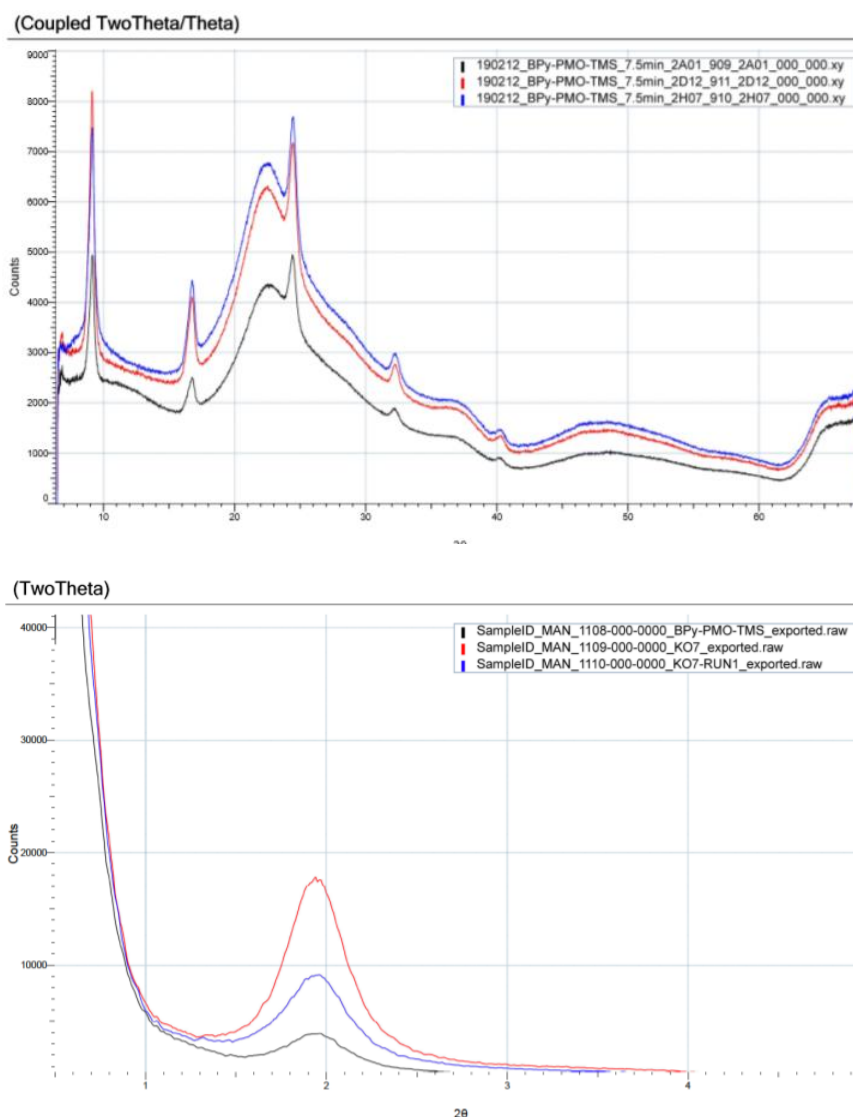 (Coupled TwoTheta/Theta)
9000
190212_BPy-PMO-TMS_7.5min_2A01_909_2A01_000_000.xy
190212_BPy-PMO-TMS_7.5min_2D12_911_2D12_000_000.xy
190212_BPy-PMO-TMS_7.5min_2H07_910_2H07_000_000.xy
8000
7000
6000
5000
Counts
4000
3000
2000
1000
0
10
20
30
40
50
60
(TwoTheta)
40000
SampleID_MAN_1108-000-0000_BPy-PMO-TMS_exported.raw
SampleID_MAN_1109-000-0000_KO7_exported.raw
SampleID_MAN_1110-000-0000_KO7-RUN1_exported.raw
30000
Counts
20000
10000
1
2
3
4
2θ